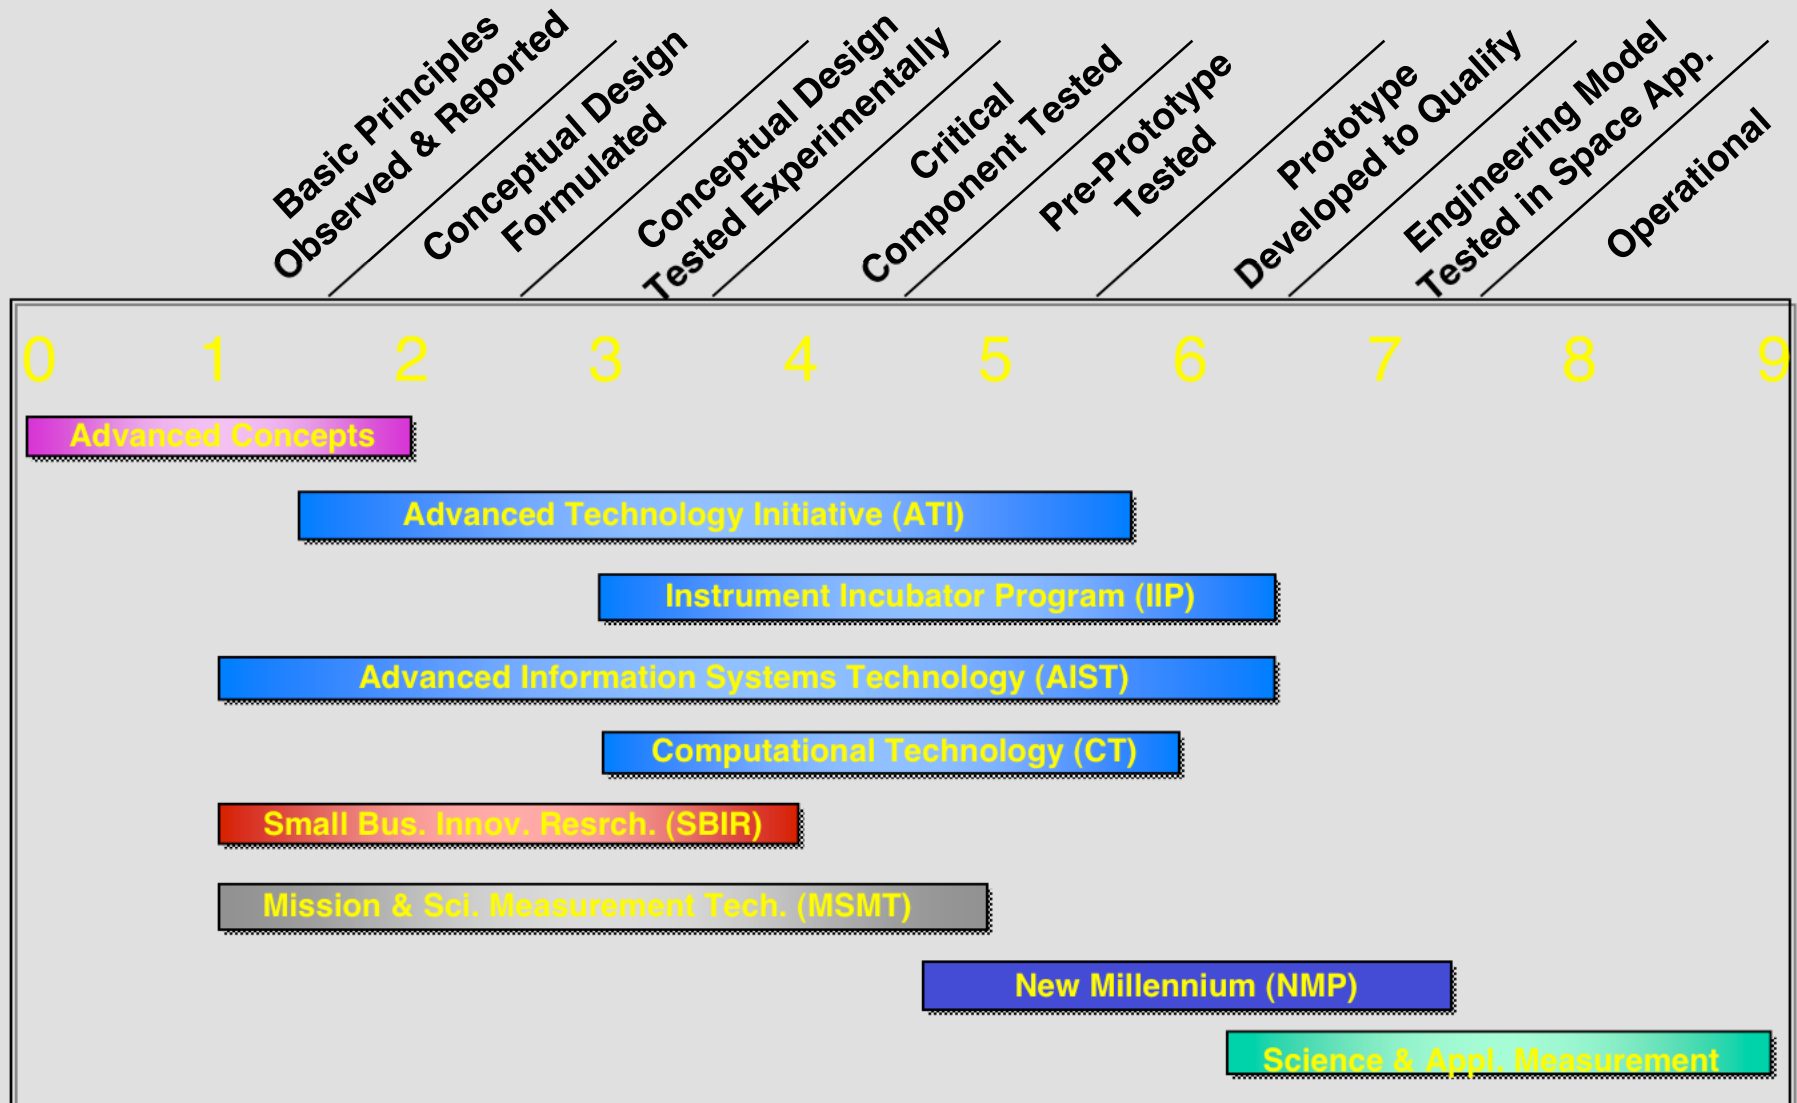 Basic Principles
Observed & Reported
Conceptual Design
Formulated
Conceptual Design
Tested Experimentally
Critical
Component Tested
Pre-Prototype
Tested
Prototype
Developed to Qualify
Engineering Model
Tested in Space App.
Operational
0 1 2 3 4 5 6 7 8 9
Advanced Concepts
Advanced Technology Initiative (ATI)
Instrument Incubator Program (IIP)
Advanced Information Systems Technology (AIST)
Computational Technology (CT)
Small Bus. Innov. Resrch. (SBIR)
Mission & Sci. Measurement Tech. (MSMT)
New Millennium (NMP)
Science & Appl. Measurement